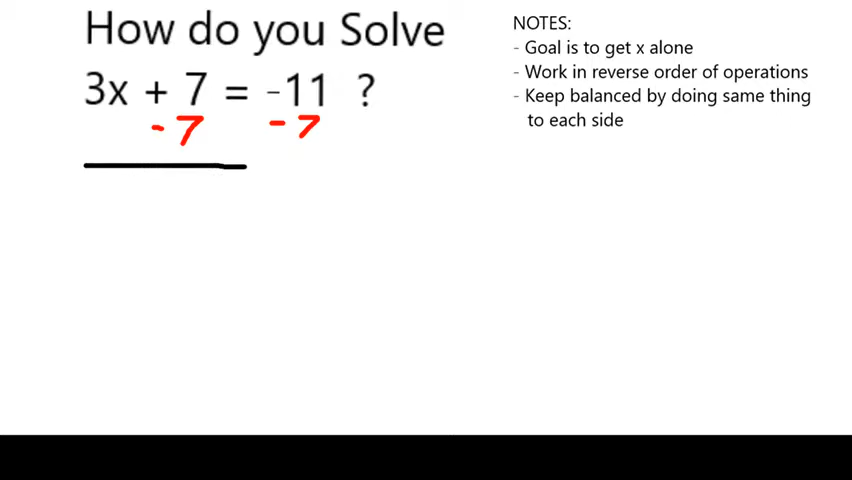 How do you Solve
3x + 7 = -11 ?
- 7 - 7
NOTES:
- Goal is to get x alone
- Work in reverse order of operations
- Keep balanced by doing same thing
to each side